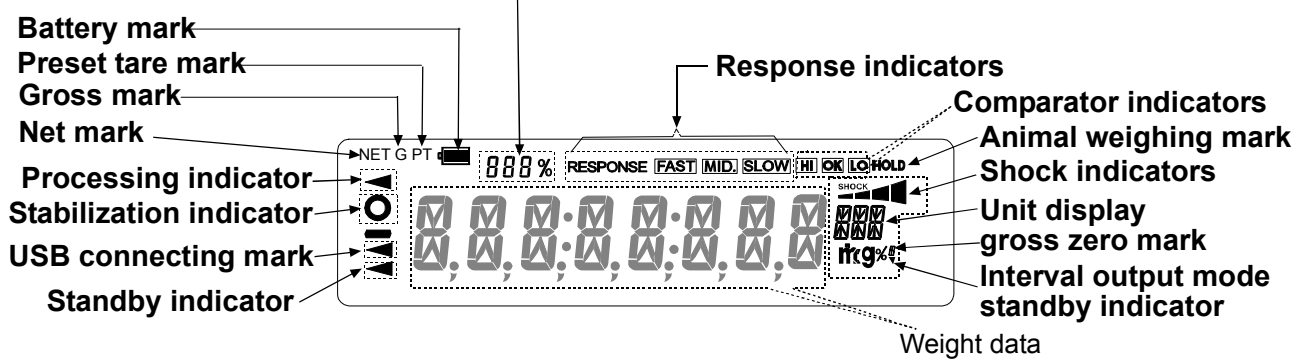 Battery mark
Preset tare mark
Response indicators
Gross mark
Comparator indicators
Net mark
Animal weighing mark
NET G PT
%
RESPONSE FAST MID. SLOW HI OK LO HOLD
Processing indicator
Shock indicators
SHOCK
Stabilization indicator
Unit display
gross zero mark
USB connecting mark
Interval output mode
standby indicator
Standby indicator
Weight data